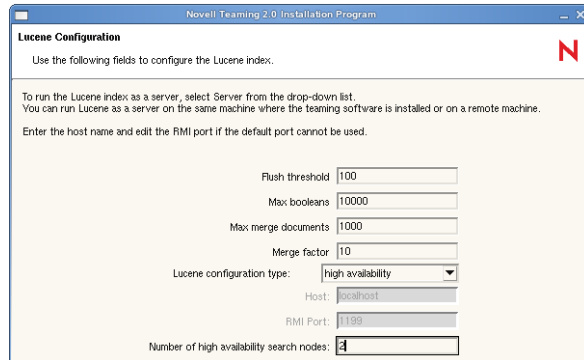 Novell Teaming 2.0 Installation Program
Lucene Configuration
Use the following fields to configure the Lucene index.
N
To run the Lucene index as a server, select Server from the drop-down list.
You can run Lucene as a server on the same machine where the teaming software is installed or on a remote machine.
Enter the host name and edit the RMI port if the default port cannot be used.
Flush threshold 100
Max booleans 10000
Max merge documents 1000
Merge factor 10
Lucene configuration type: high availability
Host: localhost
RMI Port: 1199
Number of high availability search nodes: 2